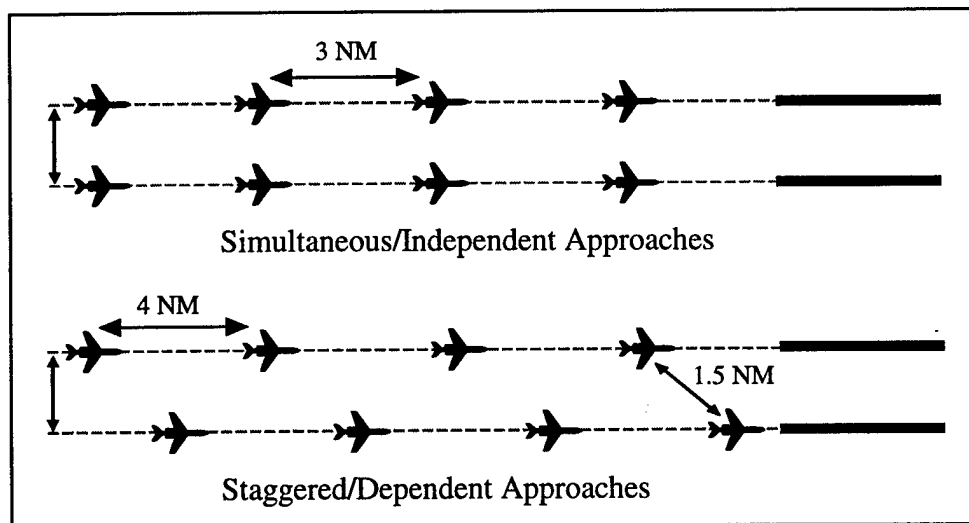 3 NM
Simultaneous/Independent Approaches
4 NM
1.5 NM
Staggered/Dependent Approaches